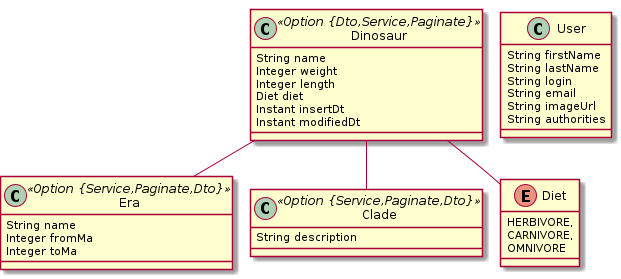 C «Option {Dto,Service,Paginate}»
Dinosaur
String name
Integer weight
Integer length
Diet diet
Instant insertDt
Instant modifiedDt
C User
String firstName
String lastName
String login
String email
String imageUrl
String authorities
C «Option {Service,Paginate,Dto}»
Era
String name
Integer fromMa
Integer toMa
C «Option {Service,Paginate,Dto}»
Clade
String description
E Diet
HERBIVORE,
CARNIVORE,
OMNIVORE